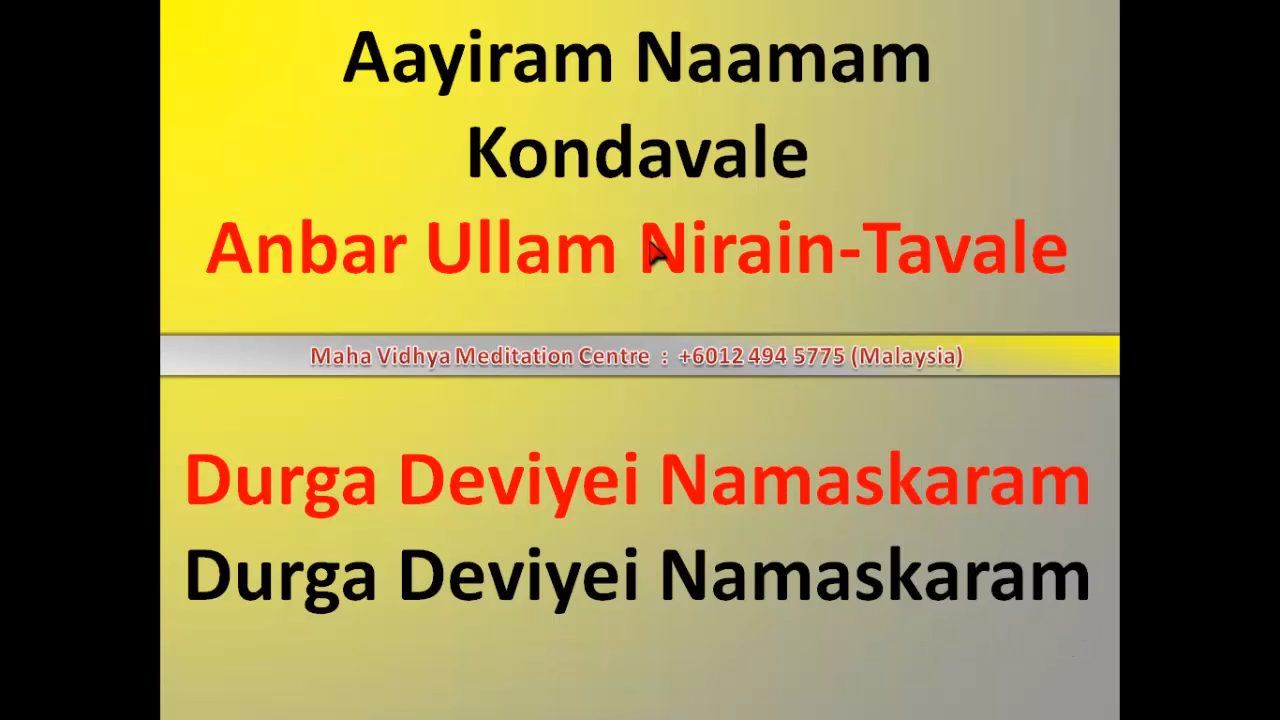 Aayiram Naamam
Kondavale
Anbar Ullam Nirain-Tavale
Maha Vidhya Meditation Centre : +6012 494 5775 (Malaysia)
Durga Deviyei Namaskaram
Durga Deviyei Namaskaram